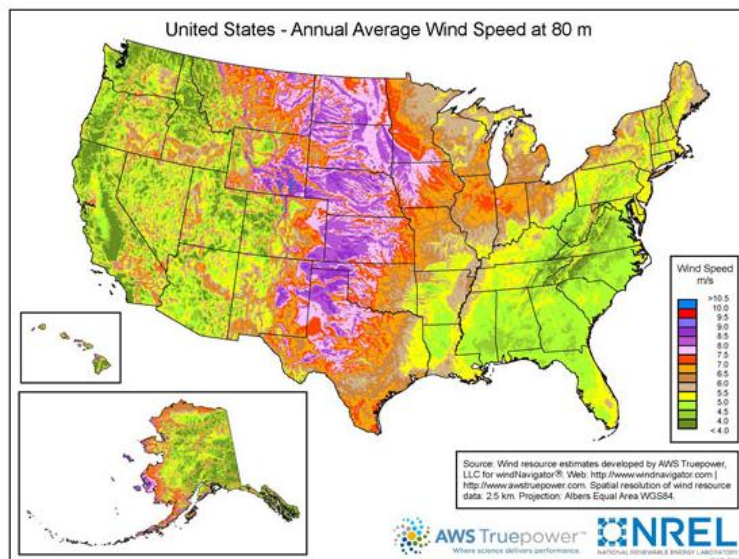 United States - Annual Average Wind Speed at 80 m
Wind Speed
m/s
>10.5
10.0
9.5
9.0
8.5
8.0
7.5
7.0
6.5
6.0
5.5
5.0
4.5
4.0
< 4.0
Source: Wind resource estimates developed by AWS Truepower,
LLC for windNavigator®. Web: http://www.windnavigator.com |
http://www.awstruepower.com. Spatial resolution of wind resource
data: 2.5 km. Projection: Albers Equal Area WGS84.
AWS Truepower™
Where science delivers performance.
NREL
NATIONAL RENEWABLE ENERGY LABORATORY